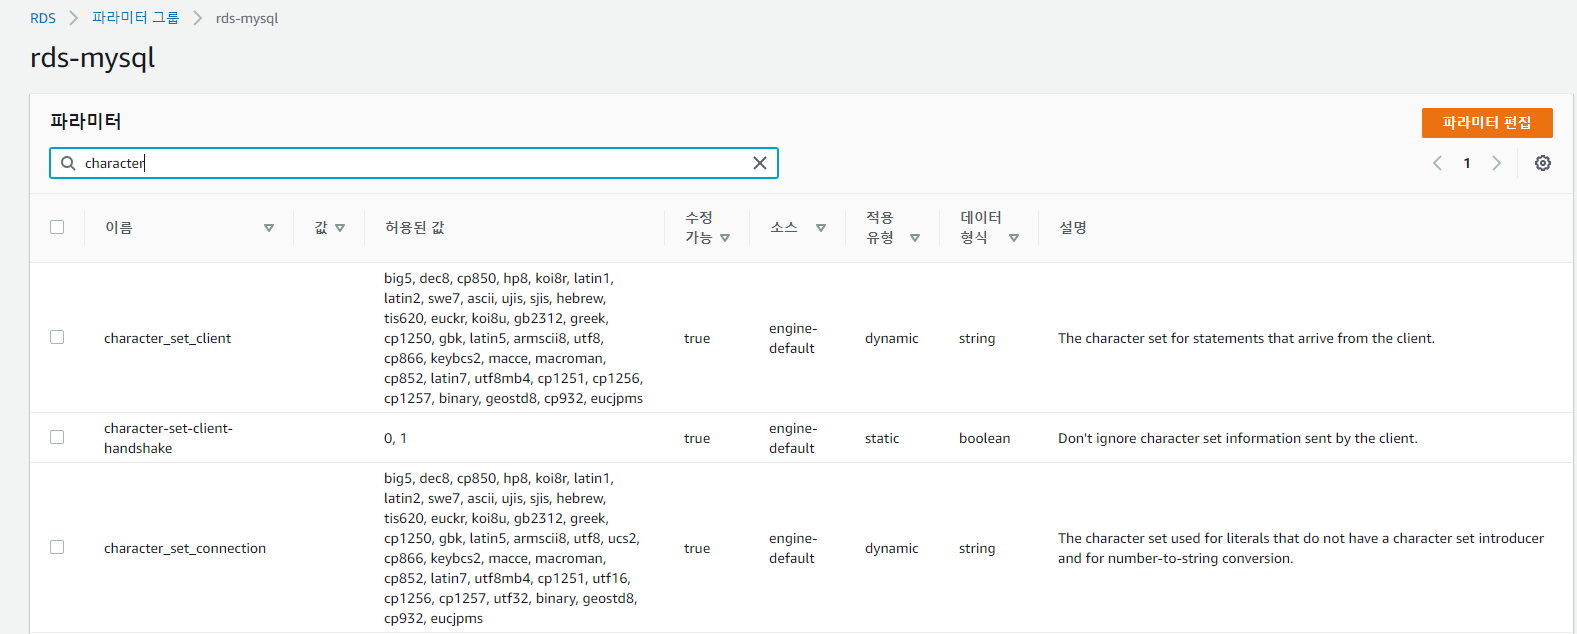 RDS > 파라미터 그룹 > rds-mysql
rds-mysql
파라미터
파라미터 편집
character
1
이름
값
허용된 값
수정
가능
소스
적용
유형
데이터
형식
설명
character_set_client
big5, dec8, cp850, hp8, koi8r, latin1,
latin2, swe7, ascii, ujis, sjis, hebrew,
tis620, euckr, koi8u, gb2312, greek,
cp1250, gbk, latin5, armscii8, utf8,
cp866, keybcs2, macce, macroman,
cp852, latin7, utf8mb4, cp1251, cp1256,
cp1257, binary, geostd8, cp932, eucjpms
true
engine-
default
dynamic
string
The character set for statements that arrive from the client.
character-set-client-
handshake
0, 1
true
engine-
default
static
boolean
Don't ignore character set information sent by the client.
character_set_connection
big5, dec8, cp850, hp8, koi8r, latin1,
latin2, swe7, ascii, ujis, sjis, hebrew,
tis620, euckr, koi8u, gb2312, greek,
cp1250, gbk, latin5, armscii8, utf8, ucs2,
cp866, keybcs2, macce, macroman,
cp852, latin7, utf8mb4, cp1251, utf16,
cp1256, cp1257, utf32, binary, geostd8,
cp932, eucjpms
true
engine-
default
dynamic
string
The character set used for literals that do not have a character set introducer
and for number-to-string conversion.